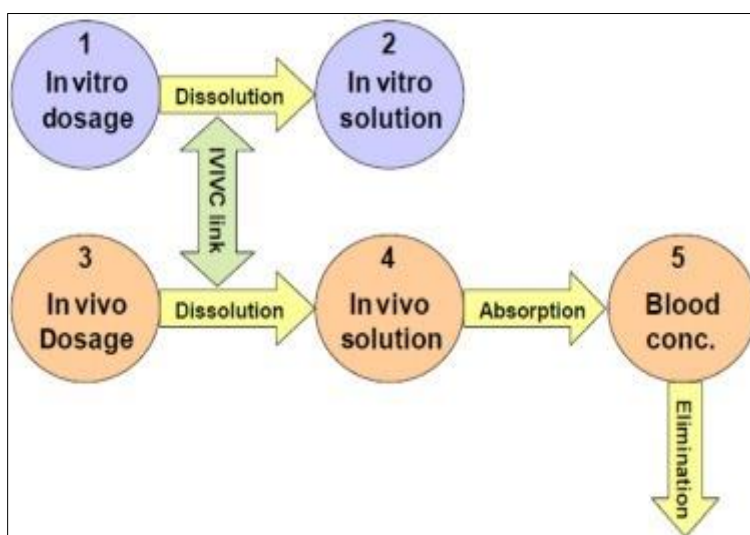 1
In vitro
dosage
Dissolution
2
In vitro
solution
IVIVC link
3
In vivo
Dosage
Dissolution
4
In vivo
solution
Absorption
5
Blood
conc.
Elimination